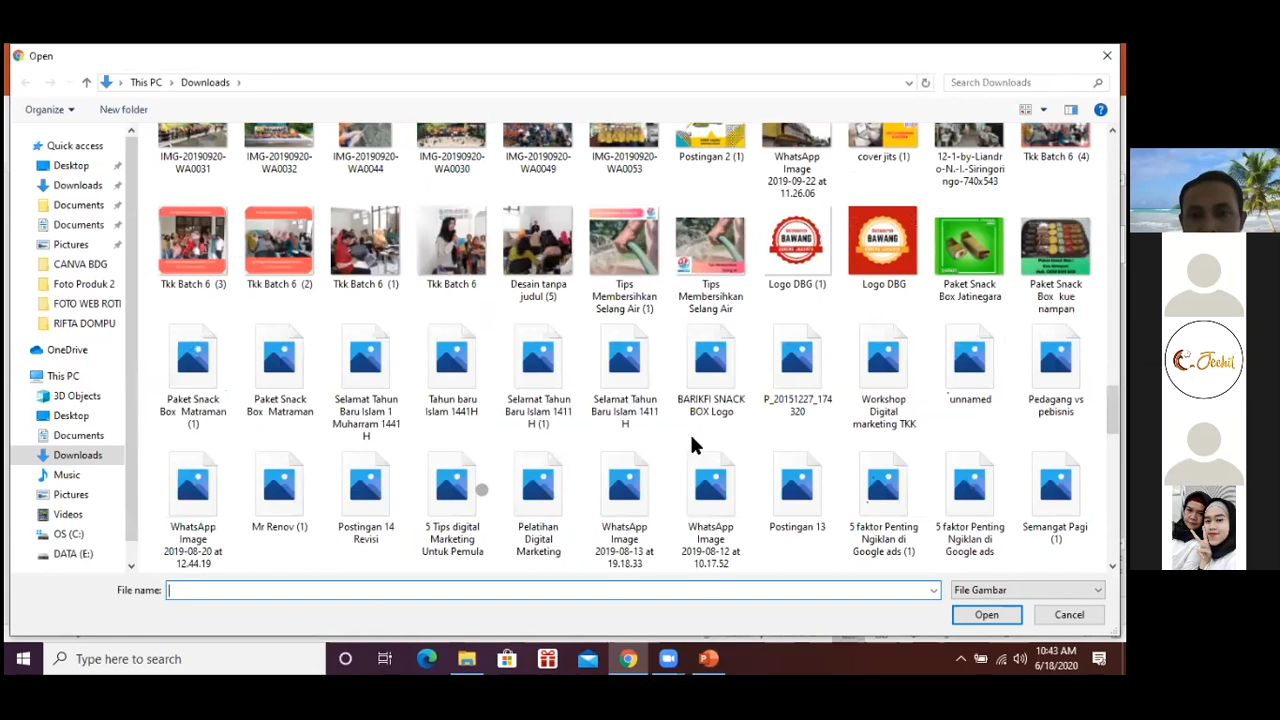 Open
This PC
Downloads
Search Downloads
Organize
New folder
Quick access
Desktop
Downloads
Documents
Documents
Pictures
CANVA BDG
Foto Produk 2
FOTO WEB ROTI
RIFTA DOMPU
OneDrive
This PC
3D Objects
Desktop
Documents
Downloads
Music
Pictures
Videos
OS (C:)
DATA (E:)
IMG-20190920-
WA0031
IMG-20190920-
WA0032
IMG-20190920-
WA0044
IMG-20190920-
WA0030
IMG-20190920-
WA0049
IMG-20190920-
WA0053
Postingan 2 (1)
WhatsApp
Image
2019-09-22 at
11.26.06
cover jits (1)
12-1-by-Liandr
o-N.-I.-Siringori
ngo-740x543
Tkk Batch 6 (4)
Tkk Batch 6 (3)
Tkk Batch 6 (2)
Tkk Batch 6 (1)
Tkk Batch 6
Desain tanpa
judul (5)
Tips
Membersihkan
Selang Air (1)
Tips
Membersihkan
Selang Air
BAWANG
Logo DBG (1)
BAWANG
Logo DBG
Paket Snack
Box Jatinegara
Paket Snack
Box kue
nampan
Paket Snack
Box Matraman
(1)
Paket Snack
Box Matraman
Selamat Tahun
Baru Islam 1
Muharram 1441
H
Tahun baru
Islam 1441H
Selamat Tahun
Baru Islam 1411
H (1)
Selamat Tahun
Baru Islam 1411
H
BARIKFI SNACK
BOX Logo
P_20151227_174
320
Workshop
Digital
marketing TKK
unnamed
Pedagang vs
pebisnis
WhatsApp
Image
2019-08-20 at
12.44.19
Mr Renov (1)
Postingan 14
Revisi
5 Tips digital
Marketing
Untuk Pemula
Pelatihan
Digital
Marketing
WhatsApp
Image
2019-08-13 at
19.18.33
WhatsApp
Image
2019-08-12 at
10.17.52
Postingan 13
5 faktor Penting
Ngiklan di
Google ads (1)
5 faktor Penting
Ngiklan di
Google ads
Semangat Pagi
(1)
File name:
File Gambar
Open
Cancel
Type here to search
10:43 AM
6/18/2020
Jechil